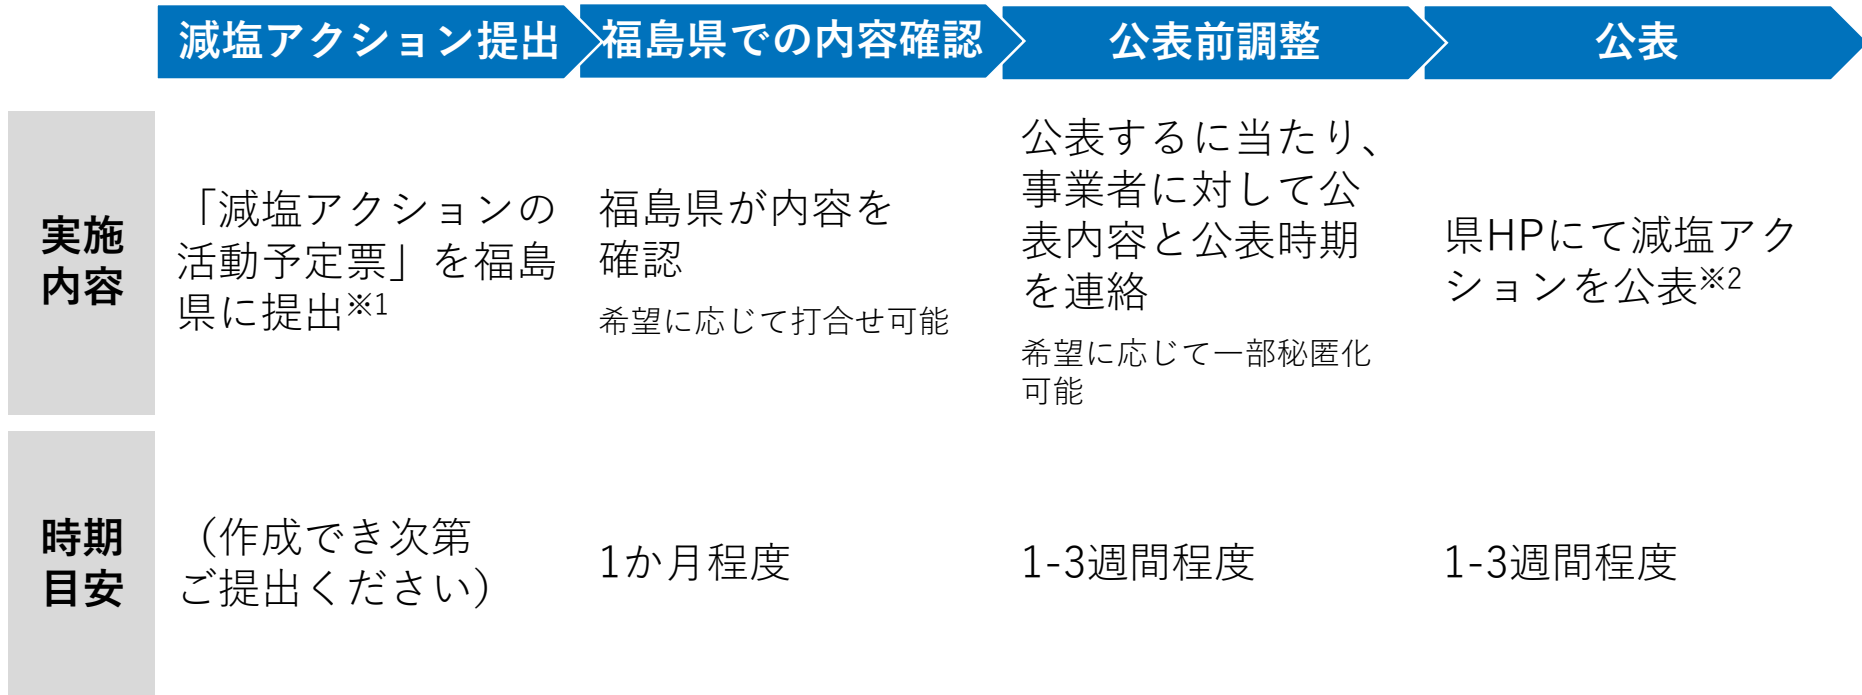 減塩アクション提出
福島県での内容確認
公表前調整
公表
実施
内容
「減塩アクションの
活動予定票」を福島
県に提出※1
福島県が内容を
確認
希望に応じて打合せ可能
公表するに当たり、
事業者に対して公
表内容と公表時期
を連絡
希望に応じて一部秘匿化
可能
県HPにて減塩アク
ションを公表※2
時期
目安
（作成でき次第
ご提出ください）
1か月程度
1-3週間程度
1-3週間程度